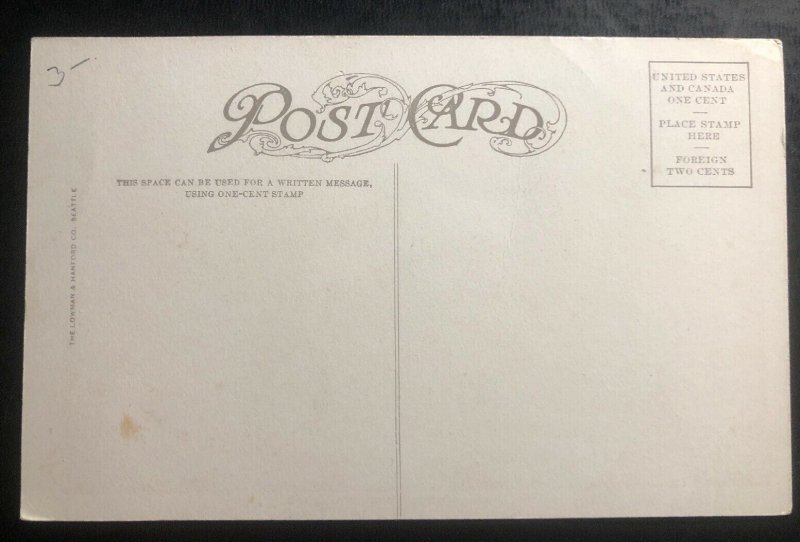 3-
POST CARD
UNITED STATES
AND CANADA
ONE CENT
PLACE STAMP
HERE
FOREIGN
TWO CENTS
THIS SPACE CAN BE USED FOR A WRITTEN MESSAGE,
USING ONE-CENT STAMP
THE LOWMAN & HANFORD CO. SEATTLE